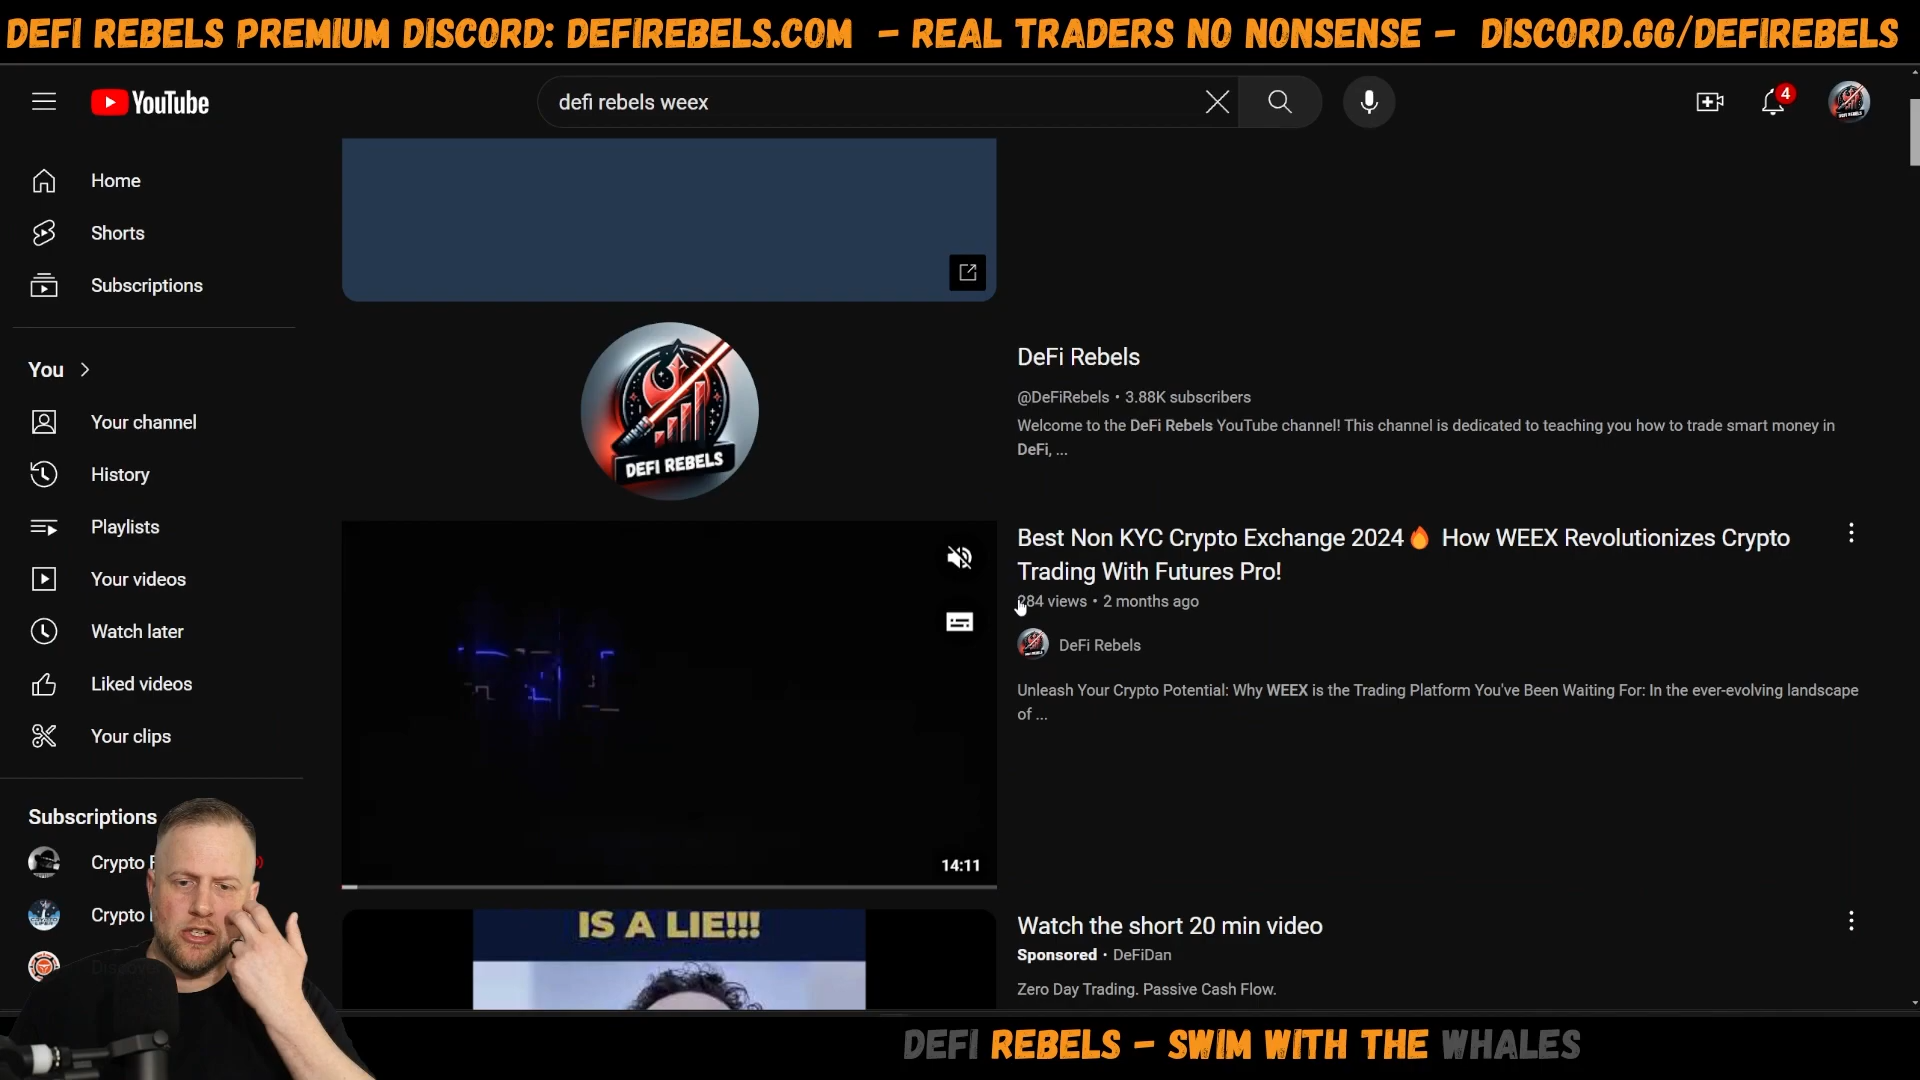 DEFI REBELS PREMIUM DISCORD: DEFIREBELS.COM – REAL TRADERS NO NONSENSE – DISCORD.GG/DEFIREBELS
YouTube
defi rebels weex
4
Home
Shorts
Subscriptions
You
Your channel
History
Playlists
Your videos
Watch later
Liked videos
Your clips
Subscriptions
Crypto
Crypto
DEFI REBELS
DeFi Rebels
@DeFiRebels • 3.88K subscribers
Welcome to the DeFi Rebels YouTube channel! This channel is dedicated to teaching you how to trade smart money in
DeFi, ...
14:11
Best Non KYC Crypto Exchange 2024🔥 How WEEX Revolutionizes Crypto
Trading With Futures Pro!
284 views • 2 months ago
DeFi Rebels
Unleash Your Crypto Potential: Why WEEX is the Trading Platform You've Been Waiting For: In the ever-evolving landscape
of ...
IS A LIE!!!
Watch the short 20 min video
Sponsored • DeFiDan
Zero Day Trading. Passive Cash Flow.
DEFI REBELS – SWIM WITH THE WHALES